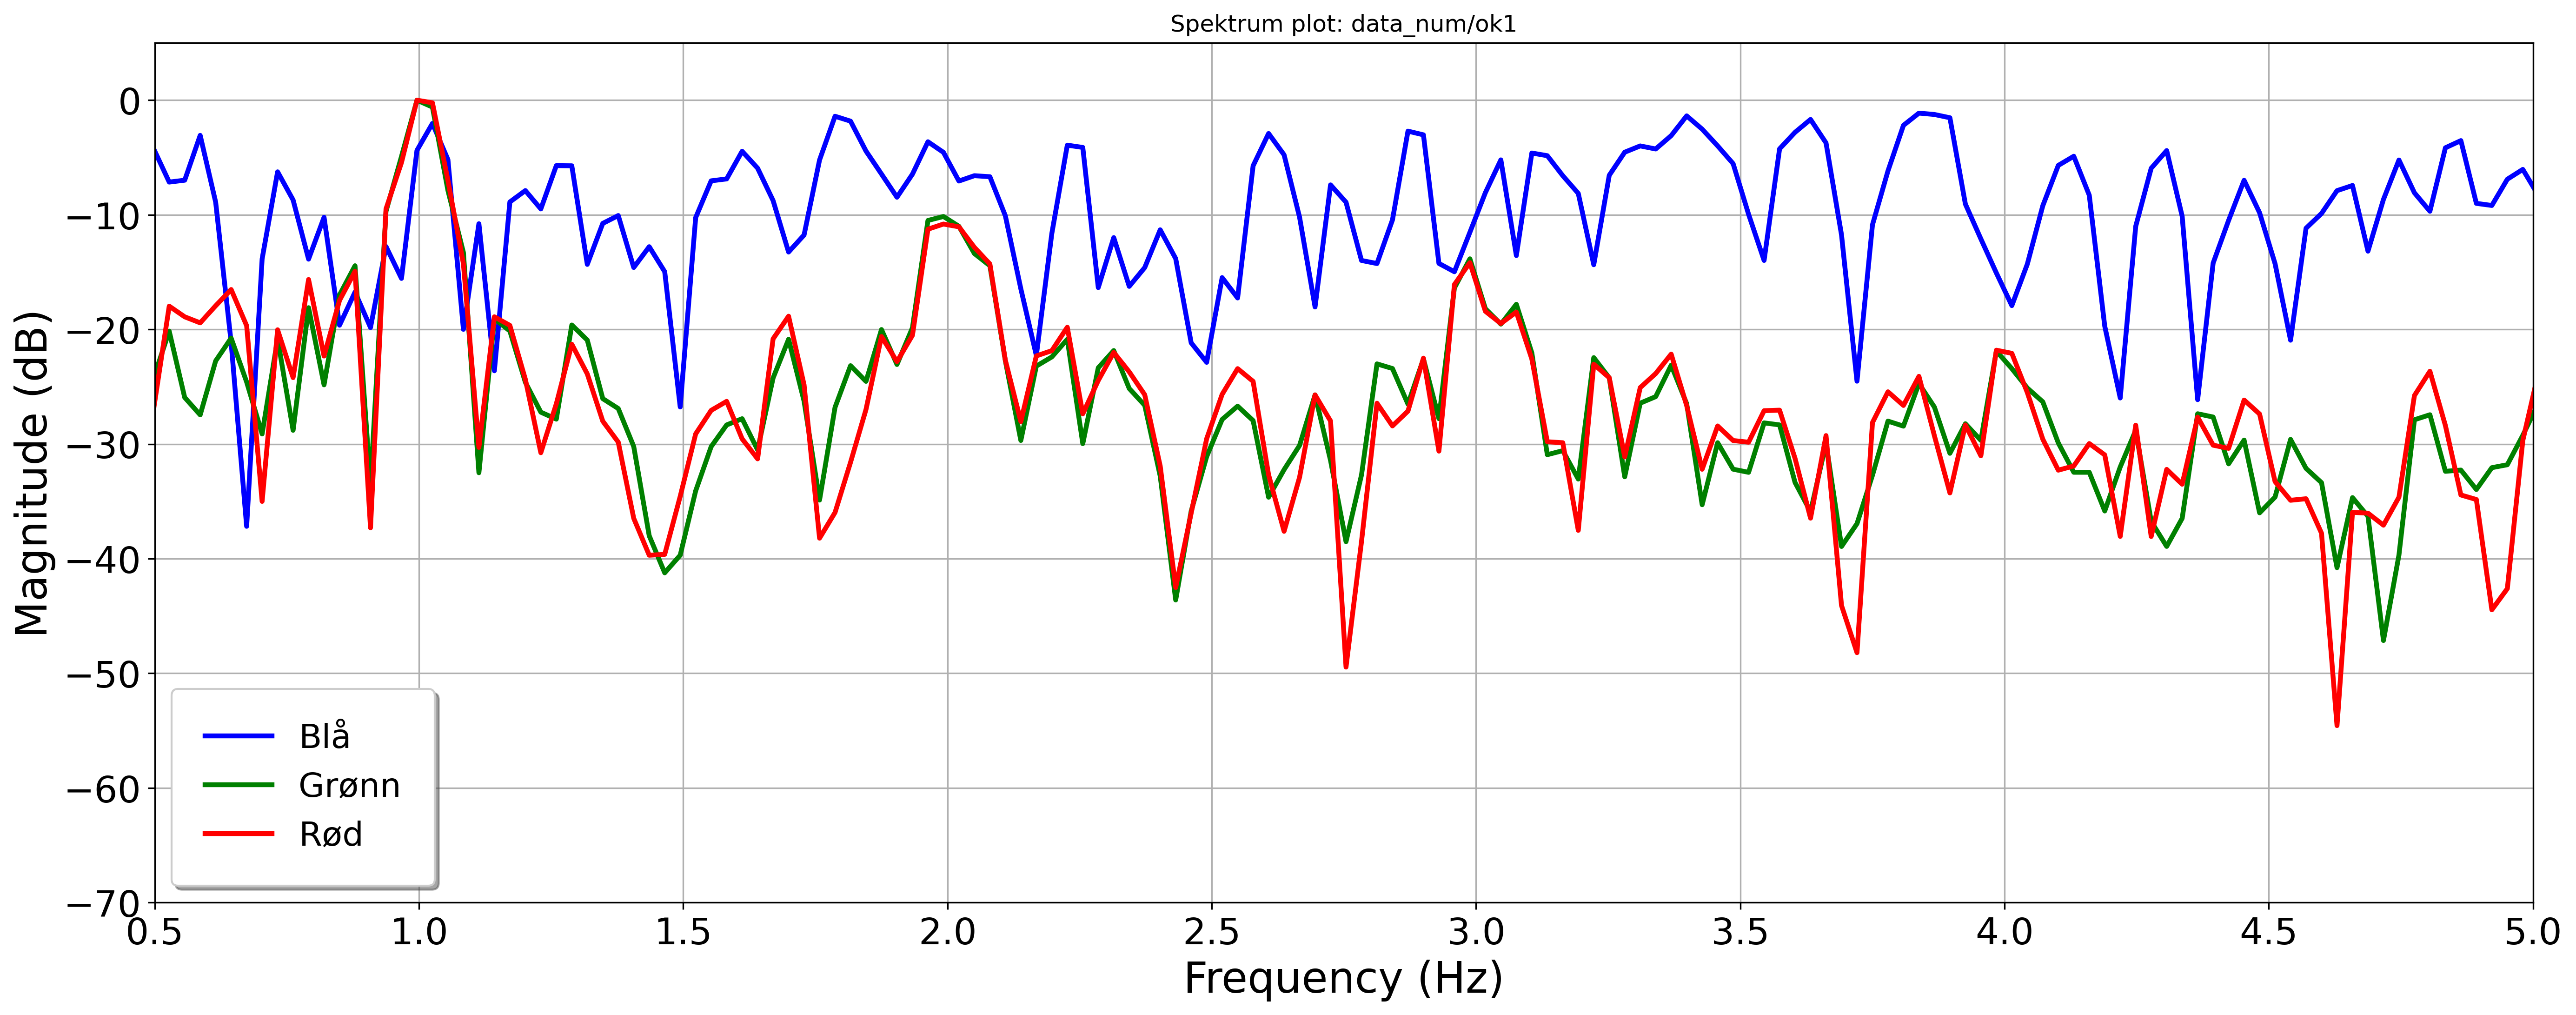 Spektrum plot: data_num/ok1
Magnitude (dB)
0
−10
−20
−30
−40
−50
−60
−70
Blå
Grønn
Rød
0.5 1.0 1.5 2.0 2.5 3.0 3.5 4.0 4.5 5.0
Frequency (Hz)